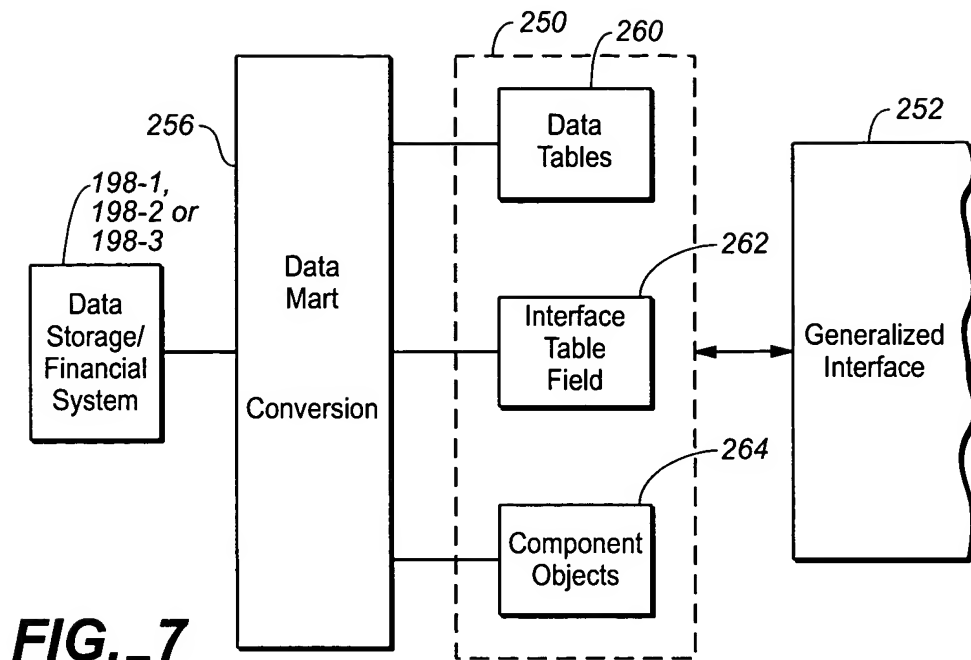 250
260
256
252
198-1,
198-2 or
198-3
Data
Tables
Data
Storage/
Financial
System
Data
Mart
Conversion
262
Interface
Table
Field
Generalized
Interface
264
Component
Objects
FIG._7